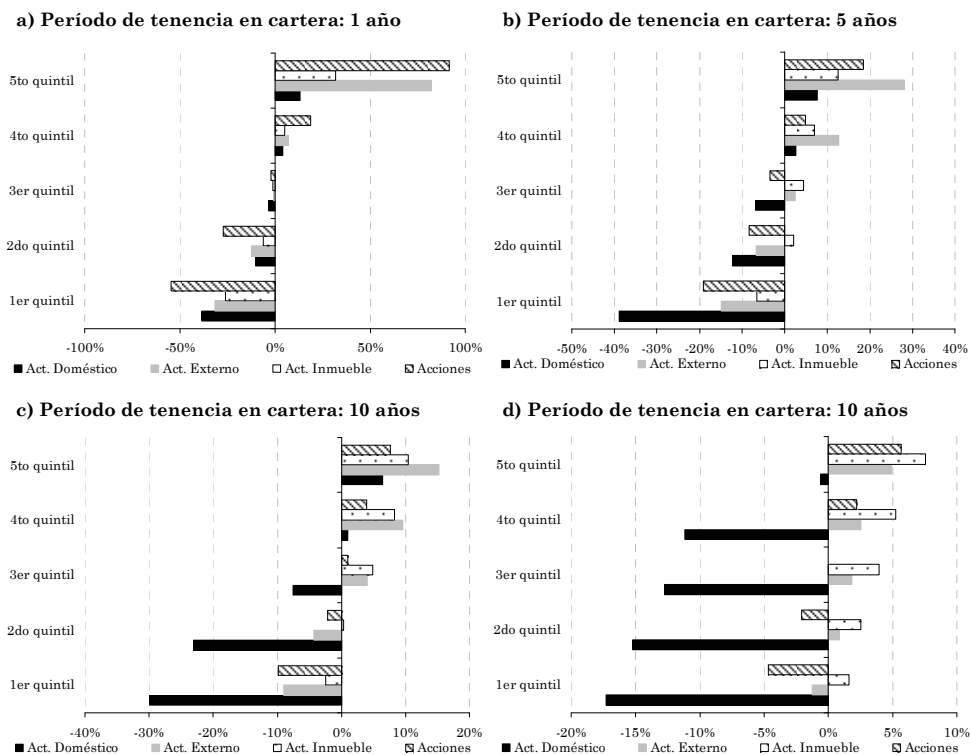 a) Período de tenencia en cartera: 1 año
5to quintil
4to quintil
3er quintil
2do quintil
1er quintil
-100% -50% 0% 50% 100%
Act. Doméstico Act. Externo Act. Inmueble Acciones
b) Período de tenencia en cartera: 5 años
5to quintil
4to quintil
3er quintil
2do quintil
1er quintil
-50% -40% -30% -20% -10% 0% 10% 20% 30% 40%
Act. Doméstico Act. Externo Act. Inmueble Acciones
c) Período de tenencia en cartera: 10 años
5to quintil
4to quintil
3er quintil
2do quintil
1er quintil
-40% -30% -20% -10% 0% 10% 20%
Act. Doméstico Act. Externo Act. Inmueble Acciones
d) Período de tenencia en cartera: 10 años
5to quintil
4to quintil
3er quintil
2do quintil
1er quintil
-20% -15% -10% -5% 0% 5% 10%
Act. Doméstico Act. Externo Act. Inmueble Acciones